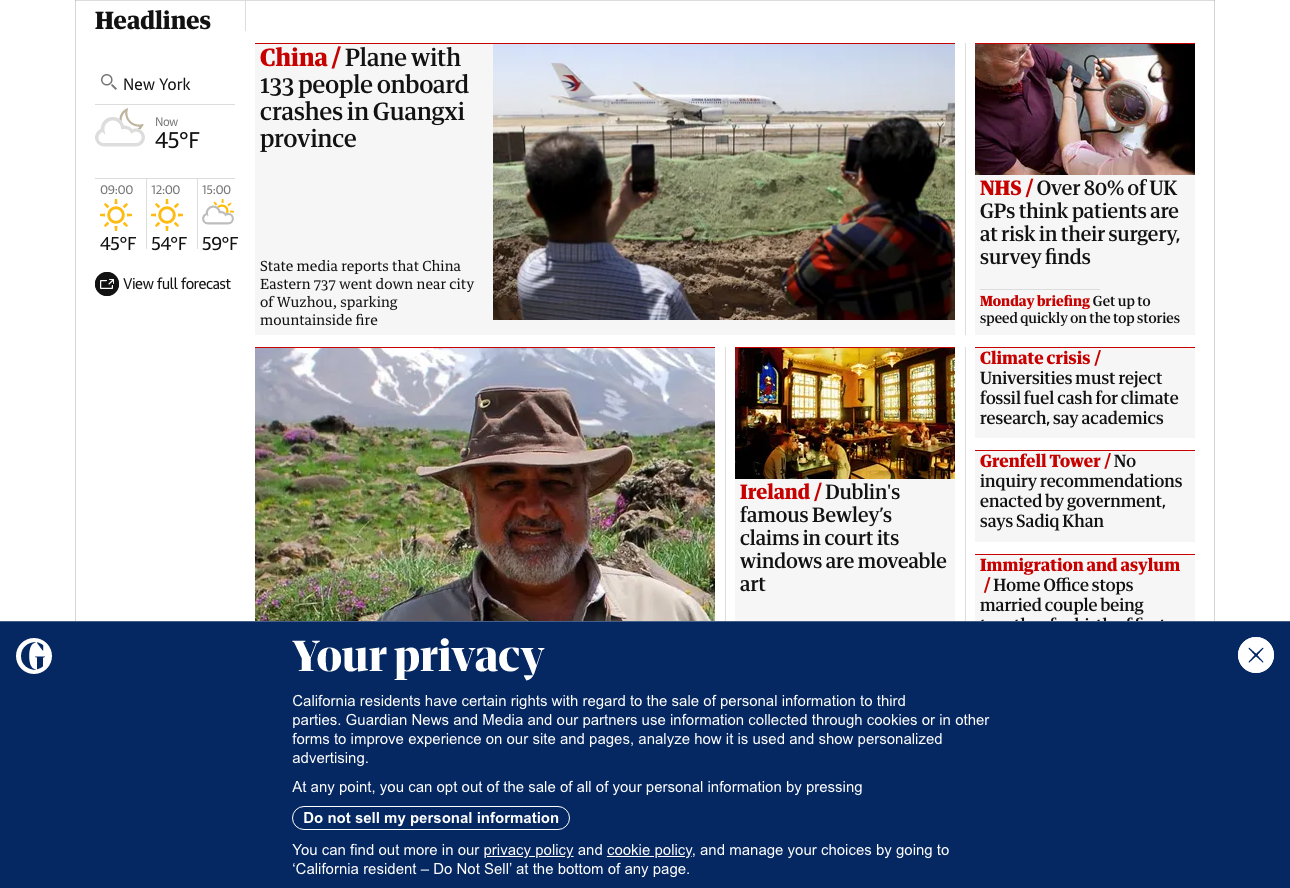 Headlines
New York
Now
45°F
09:00
12:00
15:00
45°F
54°F
59°F
View full forecast
China / Plane with
133 people onboard
crashes in Guangxi
province
State media reports that China
Eastern 737 went down near city
of Wuzhou, sparking
mountainside fire
NHS / Over 80% of UK
GPs think patients are
at risk in their surgery,
survey finds
Monday briefing Get up to
speed quickly on the top stories
Ireland / Dublin's
famous Bewley’s
claims in court its
windows are moveable
art
Climate crisis /
Universities must reject
fossil fuel cash for climate
research, say academics
Grenfell Tower / No
inquiry recommendations
enacted by government,
says Sadiq Khan
Immigration and asylum
/ Home Office stops
married couple being
Your privacy
California residents have certain rights with regard to the sale of personal information to third
parties. Guardian News and Media and our partners use information collected through cookies or in other
forms to improve experience on our site and pages, analyze how it is used and show personalized
advertising.
At any point, you can opt out of the sale of all of your personal information by pressing
Do not sell my personal information
You can find out more in our privacy policy and cookie policy, and manage your choices by going to
‘California resident – Do Not Sell’ at the bottom of any page.